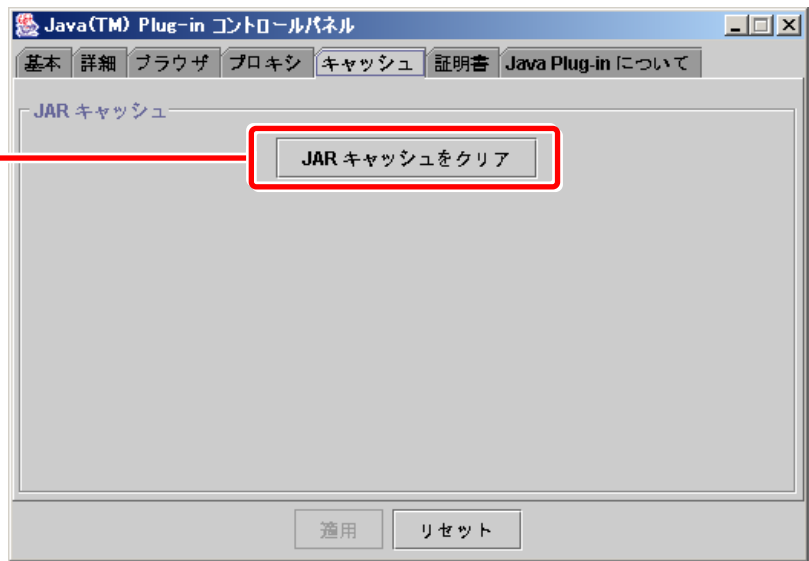 Java(TM) Plug-in コントロールパネル
基本 詳細 ブラウザ プロキシ キャッシュ 証明書 Java Plug-in について
JAR キャッシュ
JAR キャッシュをクリア
適用 リセット